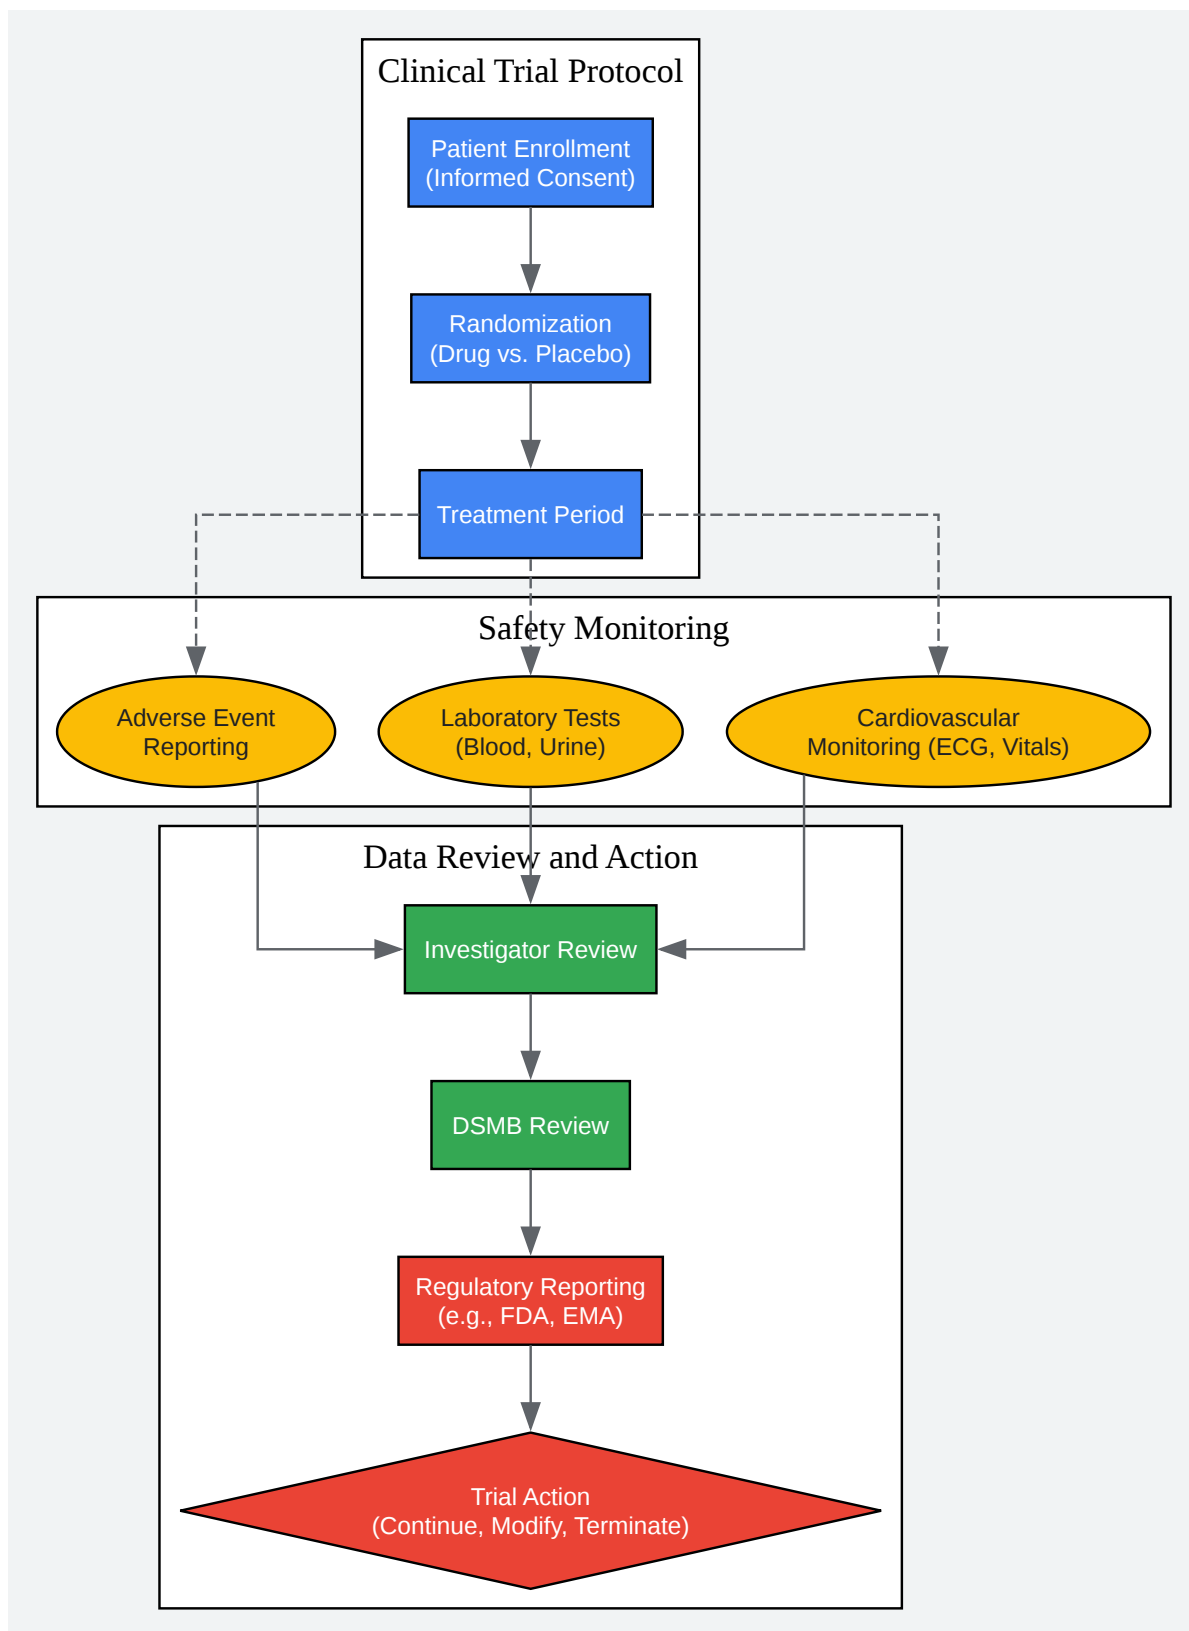 Clinical Trial Protocol
Patient Enrollment
(Informed Consent)
Randomization
(Drug vs. Placebo)
Treatment Period
Safety Monitoring
Adverse Event
Reporting
Laboratory Tests
(Blood, Urine)
Cardiovascular
Monitoring (ECG, Vitals)
Data Review and Action
Investigator Review
DSMB Review
Regulatory Reporting
(e.g., FDA, EMA)
Trial Action
(Continue, Modify, Terminate)